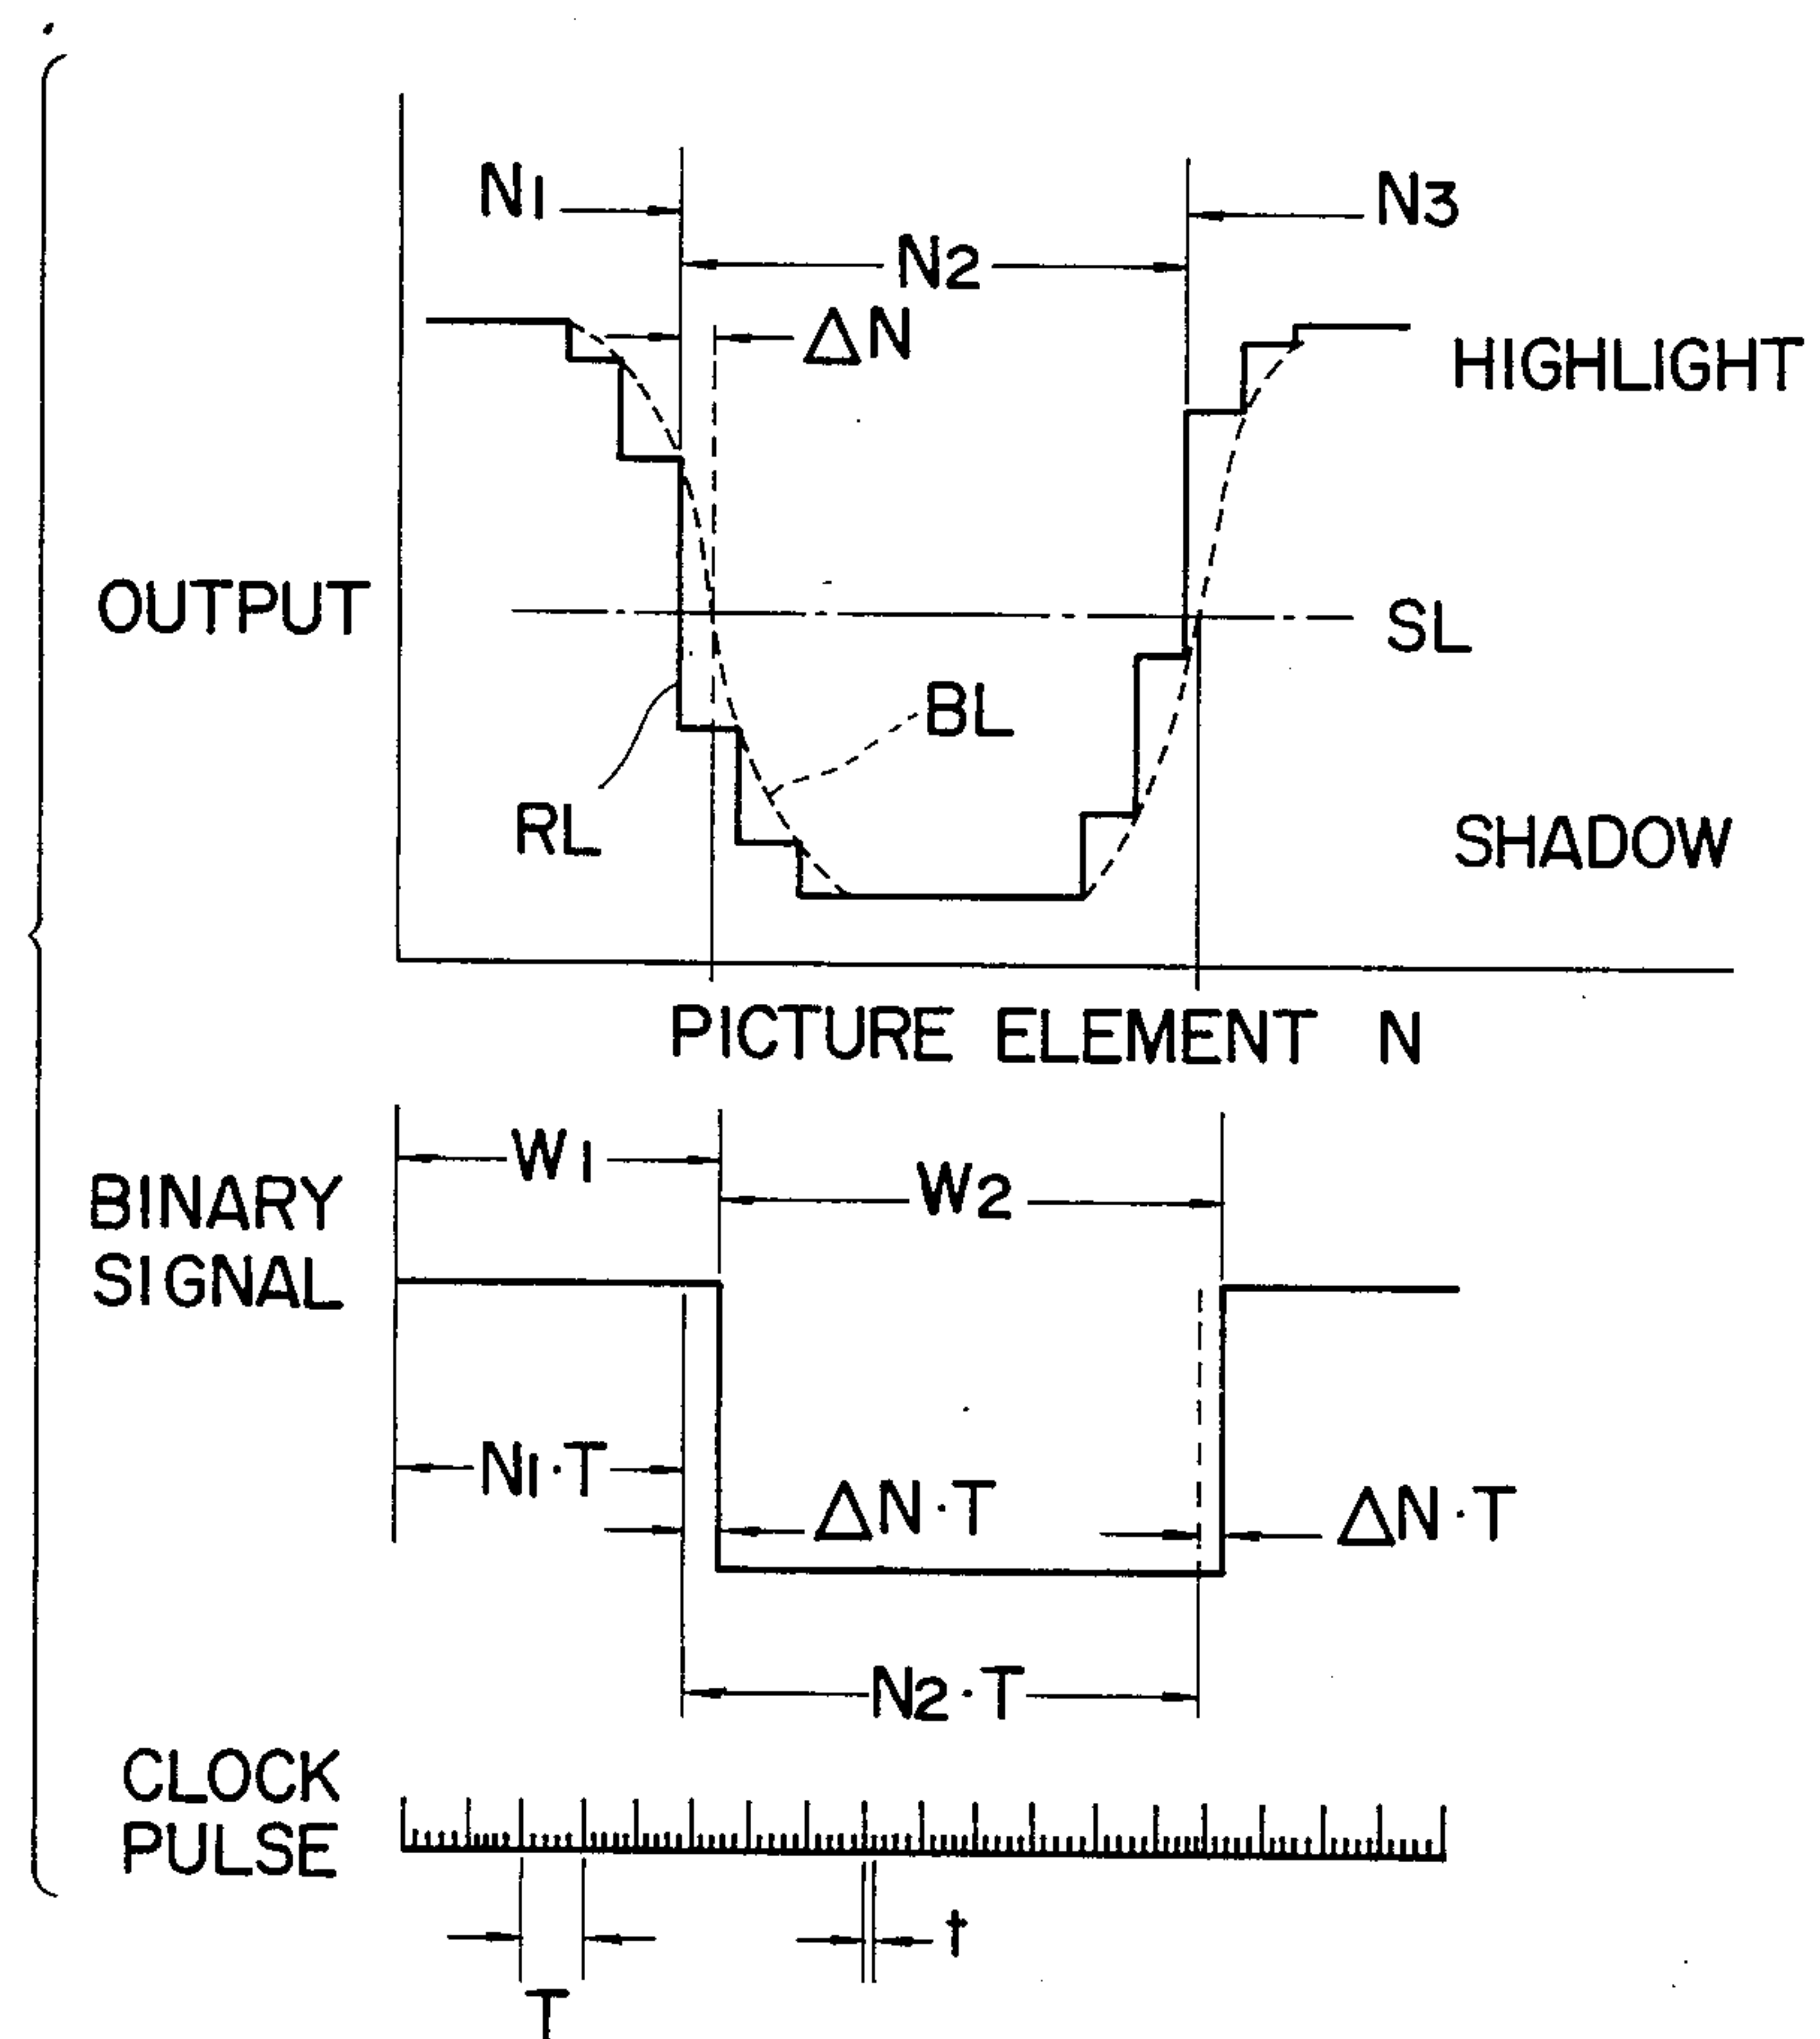 N1
N3
N2
ΔN
HIGHLIGHT
OUTPUT
SL
BL
RL
SHADOW
PICTURE ELEMENT N
W1
BINARY
SIGNAL
W2
N1·T
ΔN·T
ΔN·T
N2·T
CLOCK
PULSE
t
T